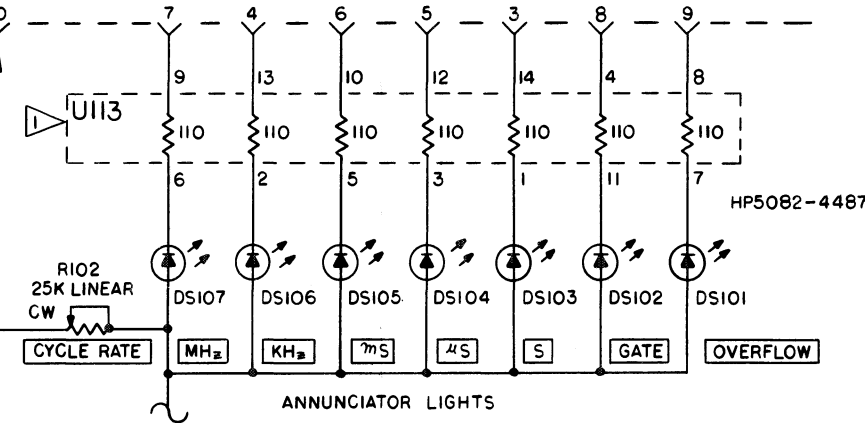 0 7 4 6 5 3 8 9
9 13 10 12 14 4 8
1 U113 110 110 110 110 110 110 110
6 2 5 3 1 11 7
HP5082-4487
R102
25K LINEAR
CW
DS107 DS106 DS105 DS104 DS103 DS102 DS101
CYCLE RATE MHz KHz mS µS S GATE OVERFLOW
ANNUNCIATOR LIGHTS